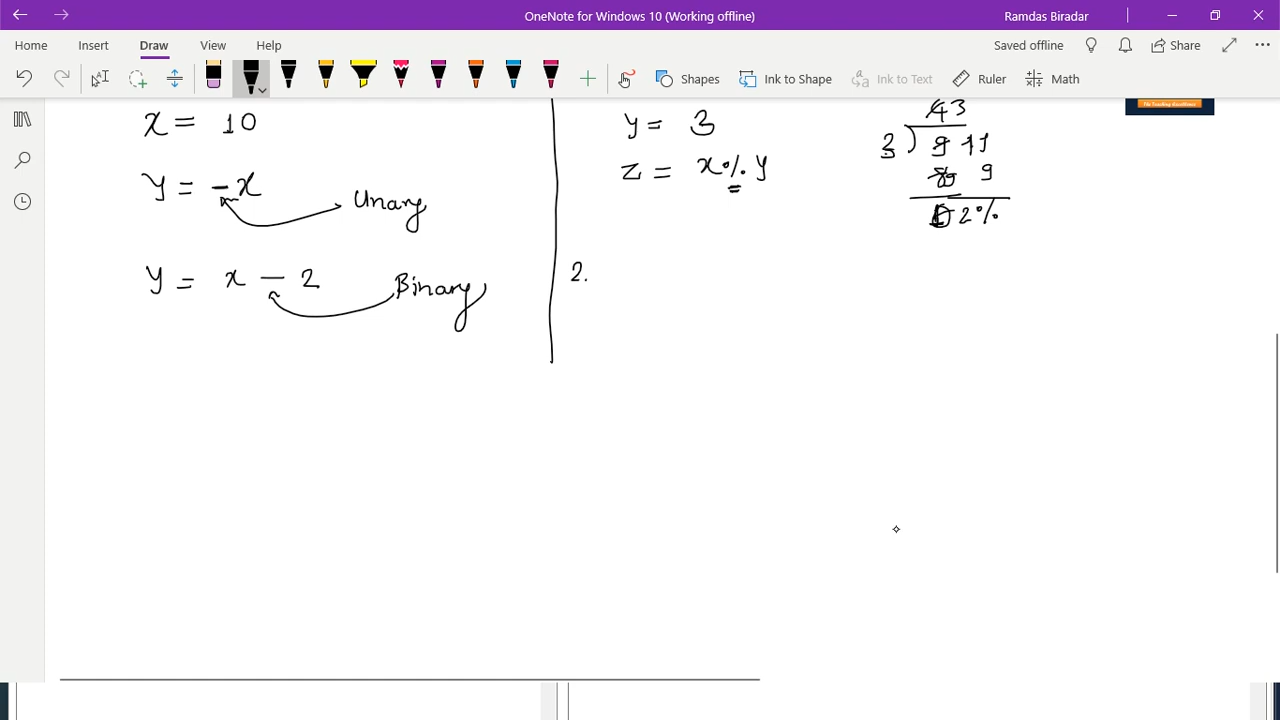 OneNote for Windows 10 (Working offline)
Ramdas Biradar
Home Insert Draw View Help
Saved offline
Share
Ink to Shape
Shapes
Ink to Text
Ruler
Math
x = 10
y = -x
Unary
y = x - 2
Binary
y = 3
z = x % y
2.
43
3 ) 9 11
9
2%